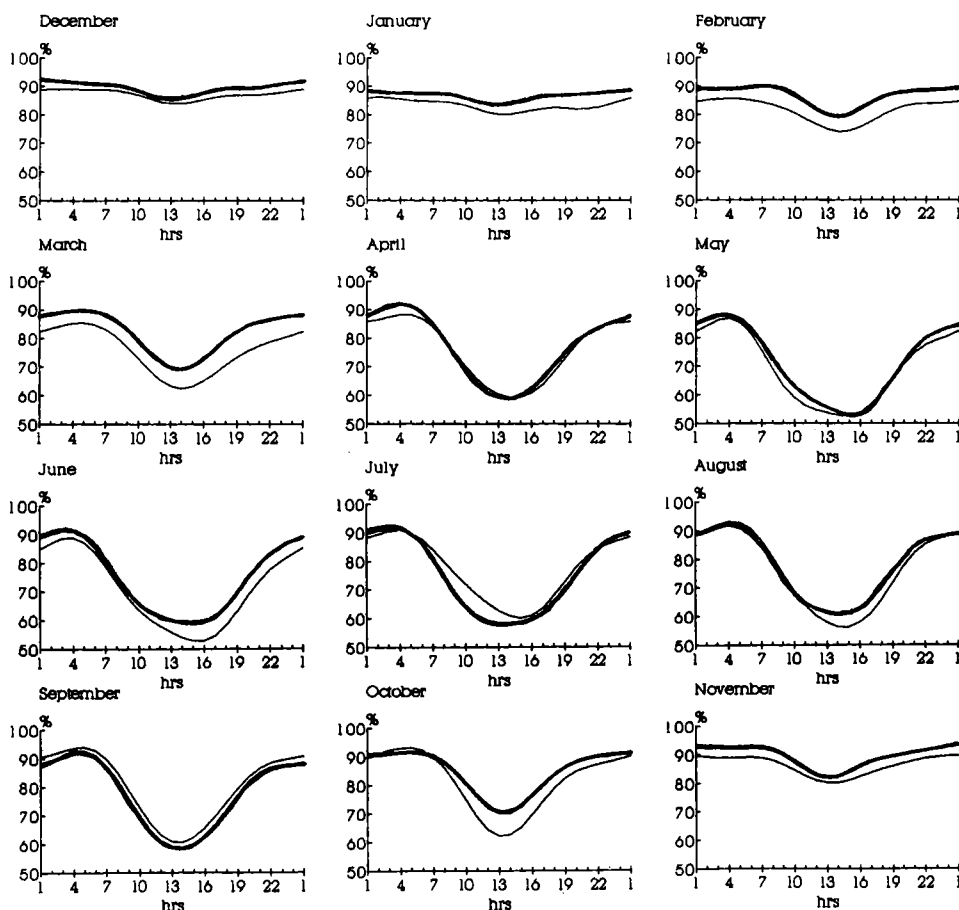 December January February
% % %
100 100 100
90 90 90
80 80 80
70 70 70
60 60 60
50 50 50
1 4 7 10 13 16 19 22 1 1 4 7 10 13 16 19 22 1 1 4 7 10 13 16 19 22 1
hrs hrs hrs
March April May
% % %
100 100 100
90 90 90
80 80 80
70 70 70
60 60 60
50 50 50
1 4 7 10 13 16 19 22 1 1 4 7 10 13 16 19 22 1 1 4 7 10 13 16 19 22 1
hrs hrs hrs
June July August
% % %
100 100 100
90 90 90
80 80 80
70 70 70
60 60 60
50 50 50
1 4 7 10 13 16 19 22 1 1 4 7 10 13 16 19 22 1 1 4 7 10 13 16 19 22 1
hrs hrs hrs
September October November
% % %
100 100 100
90 90 90
80 80 80
70 70 70
60 60 60
50 50 50
1 4 7 10 13 16 19 22 1 1 4 7 10 13 16 19 22 1 1 4 7 10 13 16 19 22 1
hrs hrs hrs